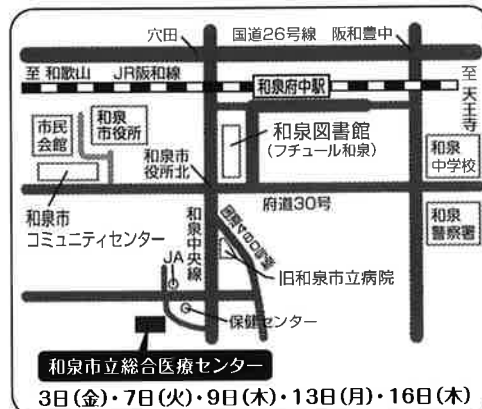 穴田
国道26号線
阪和豊中
至 和歌山
JR阪和線
和泉府中駅
至 天王寺
市民会館
和泉市役所
和泉図書館
(フチュール和泉)
和泉中学校
和泉市役所北
府道30号
和泉市
コミュニティセンター
和泉中央線
和泉警察署
JA
旧和泉市立病院
保健センター
和泉市立総合医療センター
3日(金)・7日(火)・9日(木)・13日(月)・16日(木)